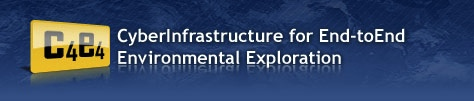 C4E4
CyberInfrastructure for End-toEnd
Environmental Exploration